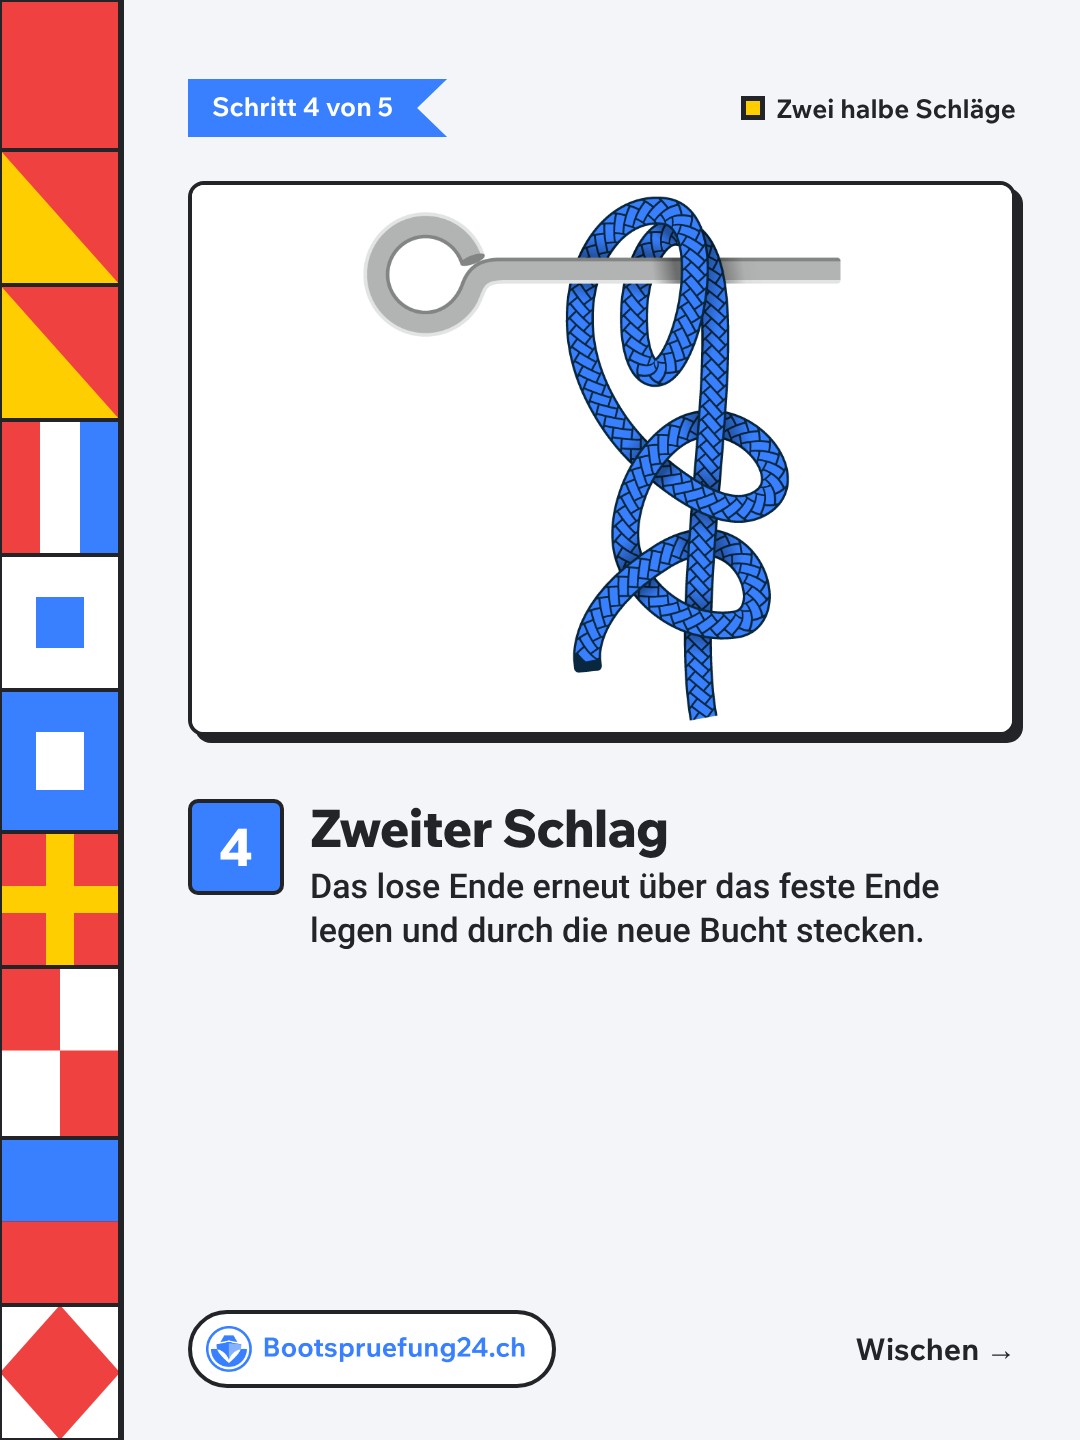 Schritt 4 von 5
Zwei halbe Schläge
4
Zweiter Schlag
Das lose Ende erneut über das feste Ende
legen und durch die neue Bucht stecken.
Bootspruefung24.ch
Wischen →